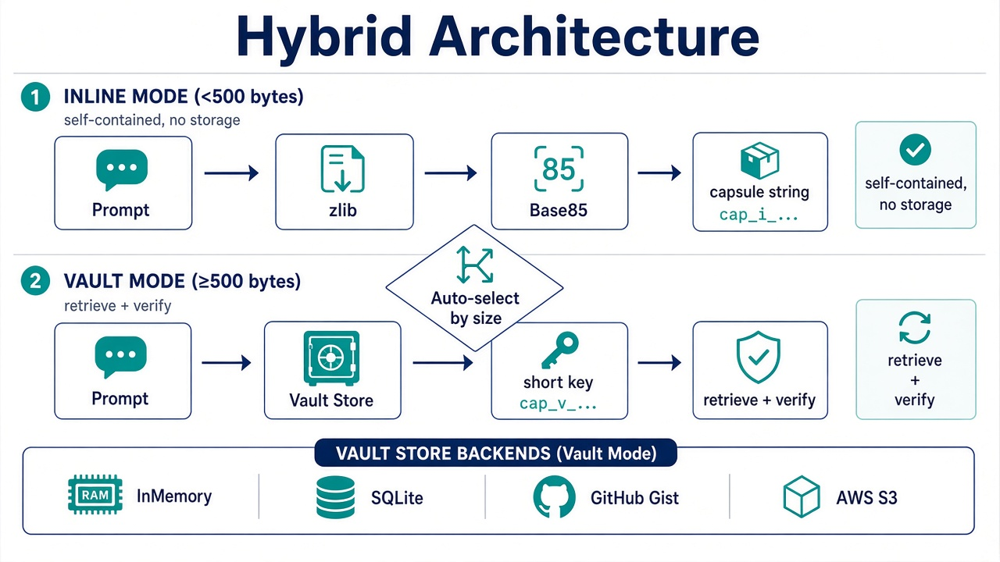 Hybrid Architecture
1
INLINE MODE (<500 bytes)
self-contained, no storage
Prompt
zlib
85
Base85
capsule string
cap_i_...
self-contained,
no storage
Auto-select
by size
2
VAULT MODE (≥500 bytes)
retrieve + verify
Prompt
Vault Store
short key
cap_v_...
retrieve + verify
retrieve
+
verify
VAULT STORE BACKENDS (Vault Mode)
RAM
InMemory
SQLite
GitHub Gist
AWS S3